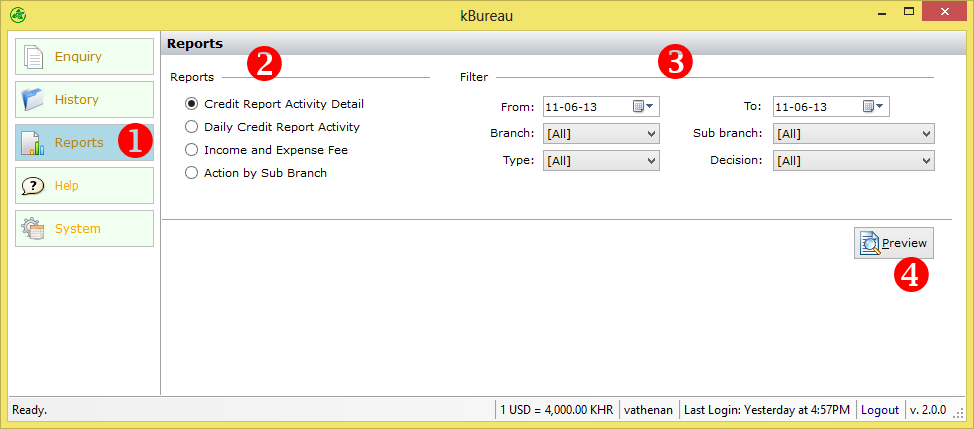 kBureau
Enquiry
History
Reports
Help
System
1
Reports
2
Reports
Credit Report Activity Detail
Daily Credit Report Activity
Income and Expense Fee
Action by Sub Branch
3
Filter
From: 11-06-13 To: 11-06-13
Branch: [All] Sub branch: [All]
Type: [All] Decision: [All]
Preview
4
Ready. 1 USD = 4,000.00 KHR vathenan Last Login: Yesterday at 4:57PM Logout v. 2.0.0